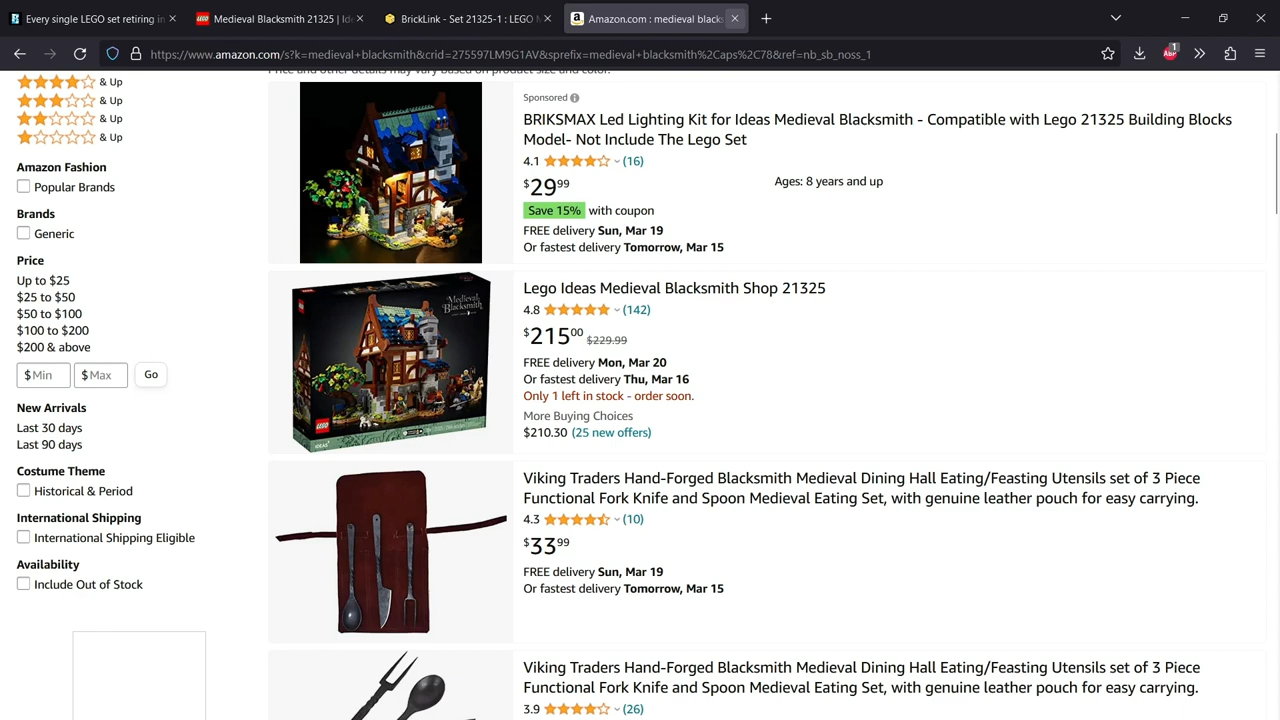 Every single LEGO set retiring in
Medieval Blacksmith 21325 | Id
BrickLink - Set 21325-1 : LEGO M
Amazon.com : medieval black
https://www.amazon.com/s?k=medieval+blacksmith&crid=275597LM9G1AV&sprefix=medieval+blacksmith%2Caps%2C78&ref=nb_sb_noss_1
1
ABP
Price and other details may vary based on product size and color.
& Up
& Up
& Up
& Up
Amazon Fashion
Popular Brands
Brands
Generic
Price
Up to $25
$25 to $50
$50 to $100
$100 to $200
$200 & above
$ Min
$ Max
Go
New Arrivals
Last 30 days
Last 90 days
Costume Theme
Historical & Period
International Shipping
International Shipping Eligible
Availability
Include Out of Stock
Sponsored
BRIKSMAX Led Lighting Kit for Ideas Medieval Blacksmith - Compatible with Lego 21325 Building Blocks
Model- Not Include The Lego Set
4.1 (16)
$29.99
Ages: 8 years and up
Save 15% with coupon
FREE delivery Sun, Mar 19
Or fastest delivery Tomorrow, Mar 15
Medieval
Blacksmith
LEGO
IDEAS
Lego Ideas Medieval Blacksmith Shop 21325
4.8 (142)
$215.00 $229.99
FREE delivery Mon, Mar 20
Or fastest delivery Thu, Mar 16
Only 1 left in stock - order soon.
More Buying Choices
$210.30 (25 new offers)
Viking Traders Hand-Forged Blacksmith Medieval Dining Hall Eating/Feasting Utensils set of 3 Piece
Functional Fork Knife and Spoon Medieval Eating Set, with genuine leather pouch for easy carrying.
4.3 (10)
$33.99
FREE delivery Sun, Mar 19
Or fastest delivery Tomorrow, Mar 15
Viking Traders Hand-Forged Blacksmith Medieval Dining Hall Eating/Feasting Utensils set of 3 Piece
Functional Fork Knife and Spoon Medieval Eating Set, with genuine leather pouch for easy carrying.
3.9 (26)